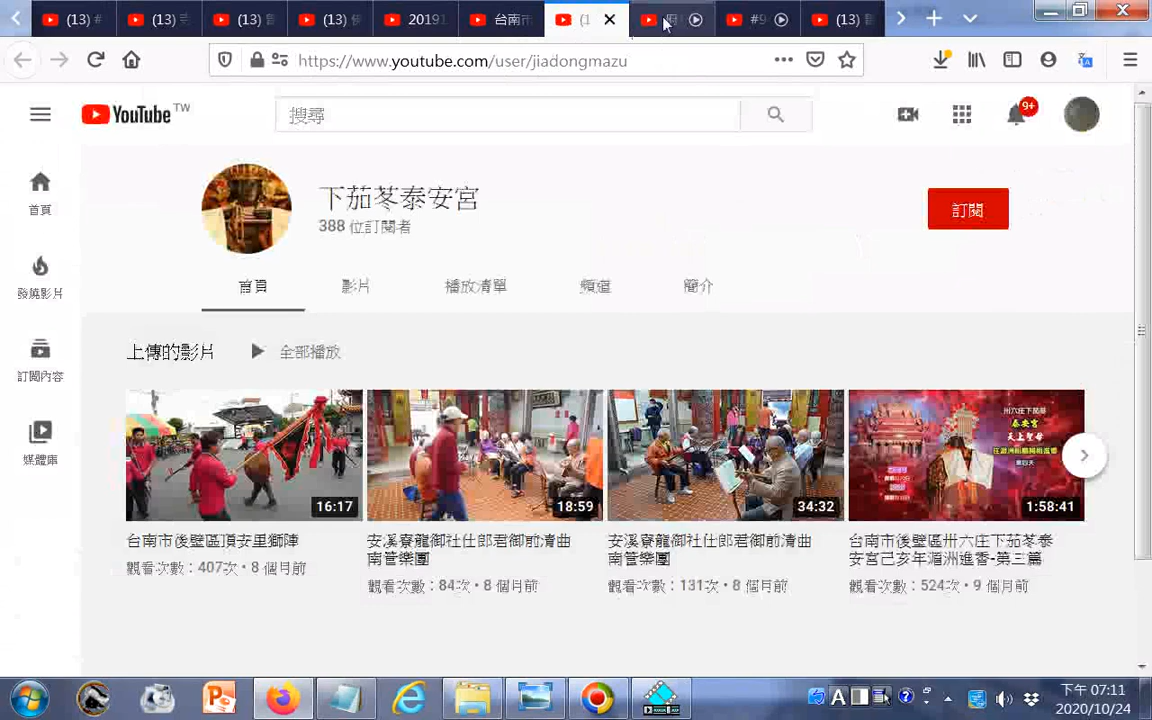 (13) #
(13)
(13)
(13)
20191
台南市
(1
#9
(13)
https://www.youtube.com/user/jiadongmazu
YouTube TW
搜尋
9+
首頁
發燒影片
訂閱內容
媒體庫
下茄苳泰安宮
388 位訂閱者
訂閱
首頁 影片 播放清單 頻道 簡介
上傳的影片 全部播放
16:17
18:59
34:32
卅六庄下茄苳
泰安宮
天上聖母
1:58:41
台南市後壁區頂安里獅陣
觀看次數：407次 • 8 個月前
安溪寮龍御社仕郎君御前清曲
南管樂團
觀看次數：84次 • 8 個月前
安溪寮龍御社仕郎君御前清曲
南管樂團
觀看次數：131次 • 8 個月前
台南市後壁區卅六庄下茄苳泰
安宮己亥年湄洲進香-第三篇
觀看次數：524次 • 9 個月前
下午 07:11
2020/10/24